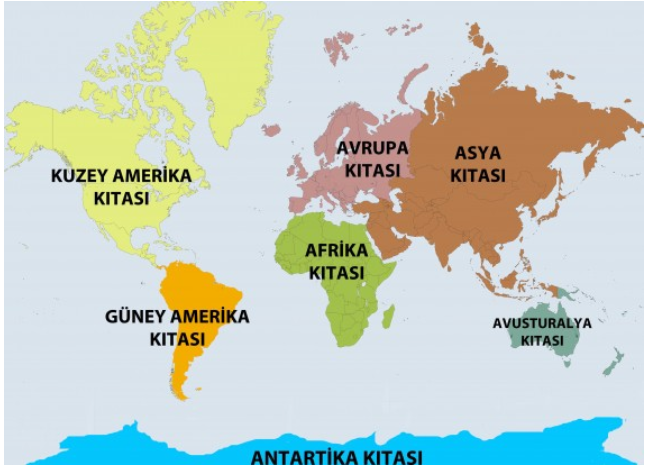 KUZEY AMERİKA
KITASI
AVRUPA
KITASI
ASYA
KITASI
AFRİKA
KITASI
GÜNEY AMERİKA
KITASI
AVUSTURALYA
KITASI
ANTARTİKA KITASI